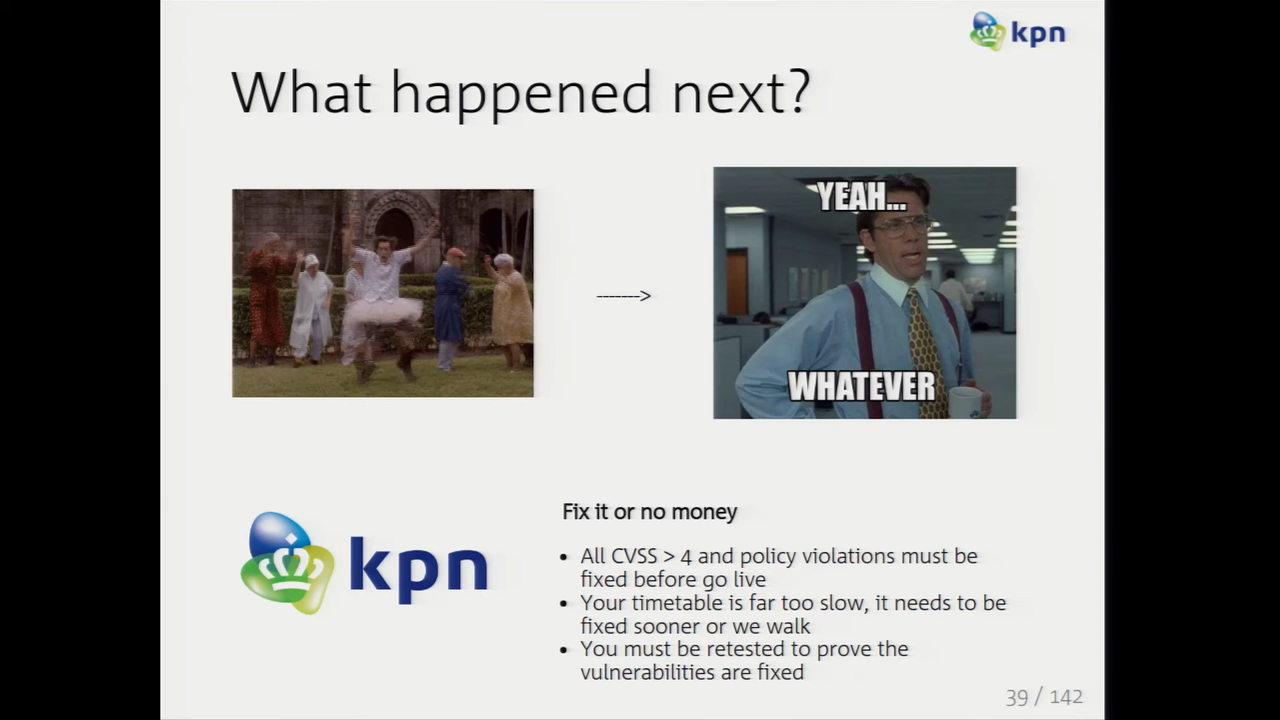 kpn
What happened next?
YEAH...
------->
WHATEVER
kpn
Fix it or no money
• All CVSS > 4 and policy violations must be
fixed before go live
• Your timetable is far too slow, it needs to be
fixed sooner or we walk
• You must be retested to prove the
vulnerabilities are fixed
39 / 142